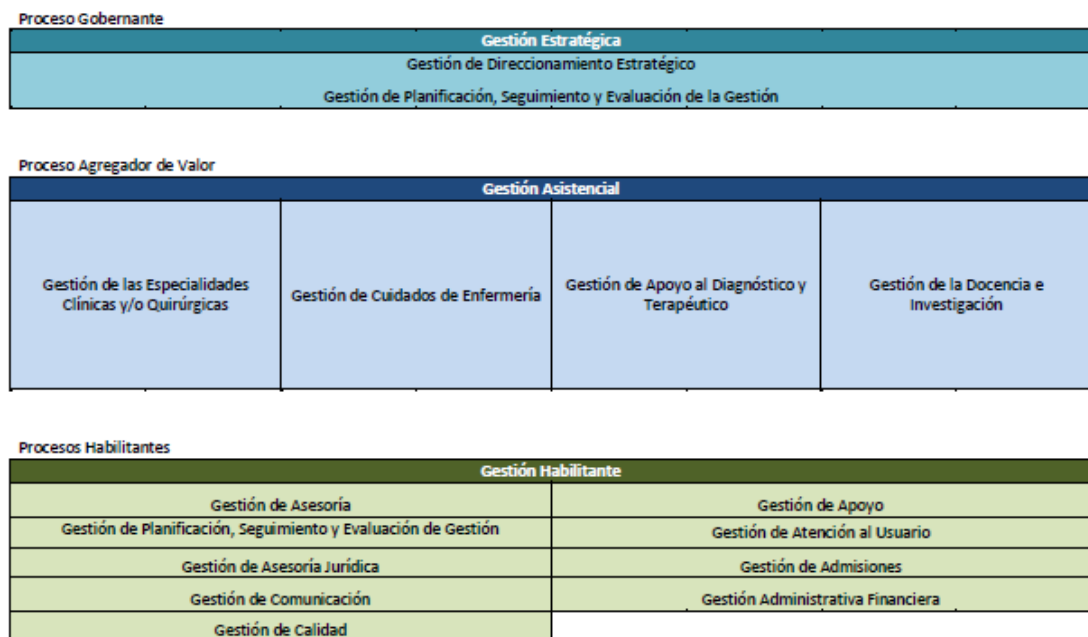 Proceso Gobernante
Gestión Estratégica
Gestión de Direccionamiento Estratégico
Gestión de Planificación, Seguimiento y Evaluación de la Gestión
Proceso Agregador de Valor
Gestión Asistencial
Gestión de las Especialidades
Clínicas y/o Quirúrgicas
Gestión de Cuidados de Enfermería
Gestión de Apoyo al Diagnóstico y
Terapéutico
Gestión de la Docencia e
Investigación
Procesos Habilitantes
Gestión Habilitante
Gestión de Asesoría
Gestión de Apoyo
Gestión de Planificación, Seguimiento y Evaluación de Gestión
Gestión de Atención al Usuario
Gestión de Asesoría Jurídica
Gestión de Admisiones
Gestión de Comunicación
Gestión Administrativa Financiera
Gestión de Calidad